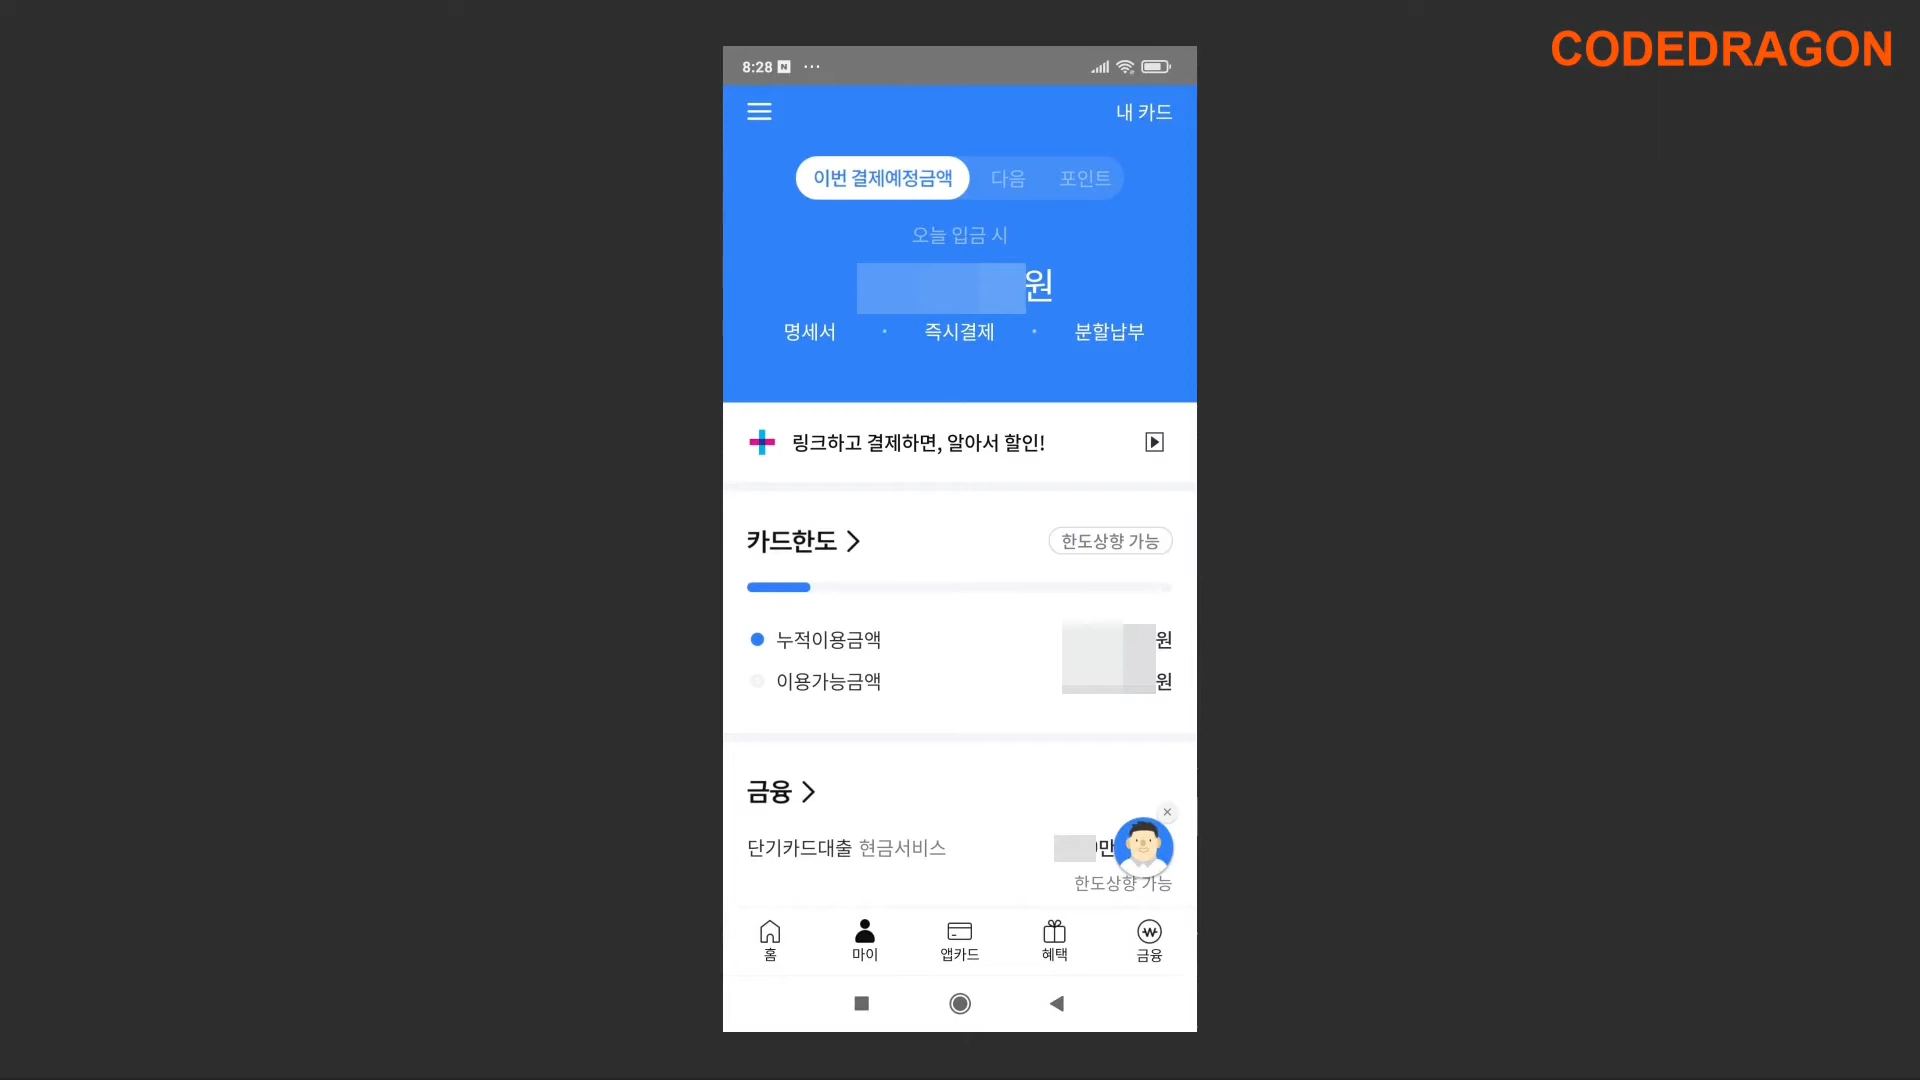 CODEDRAGON
8:28 N ...
내 카드
이번 결제예정금액 다음 포인트
오늘 입금 시
원
명세서 · 즉시결제 · 분할납부
링크하고 결제하면, 알아서 할인!
카드한도 >
한도상향 가능
누적이용금액 원
이용가능금액 원
금융 >
단기카드대출 현금서비스 만
한도상향 가능
홈 마이 앱카드 혜택 금융